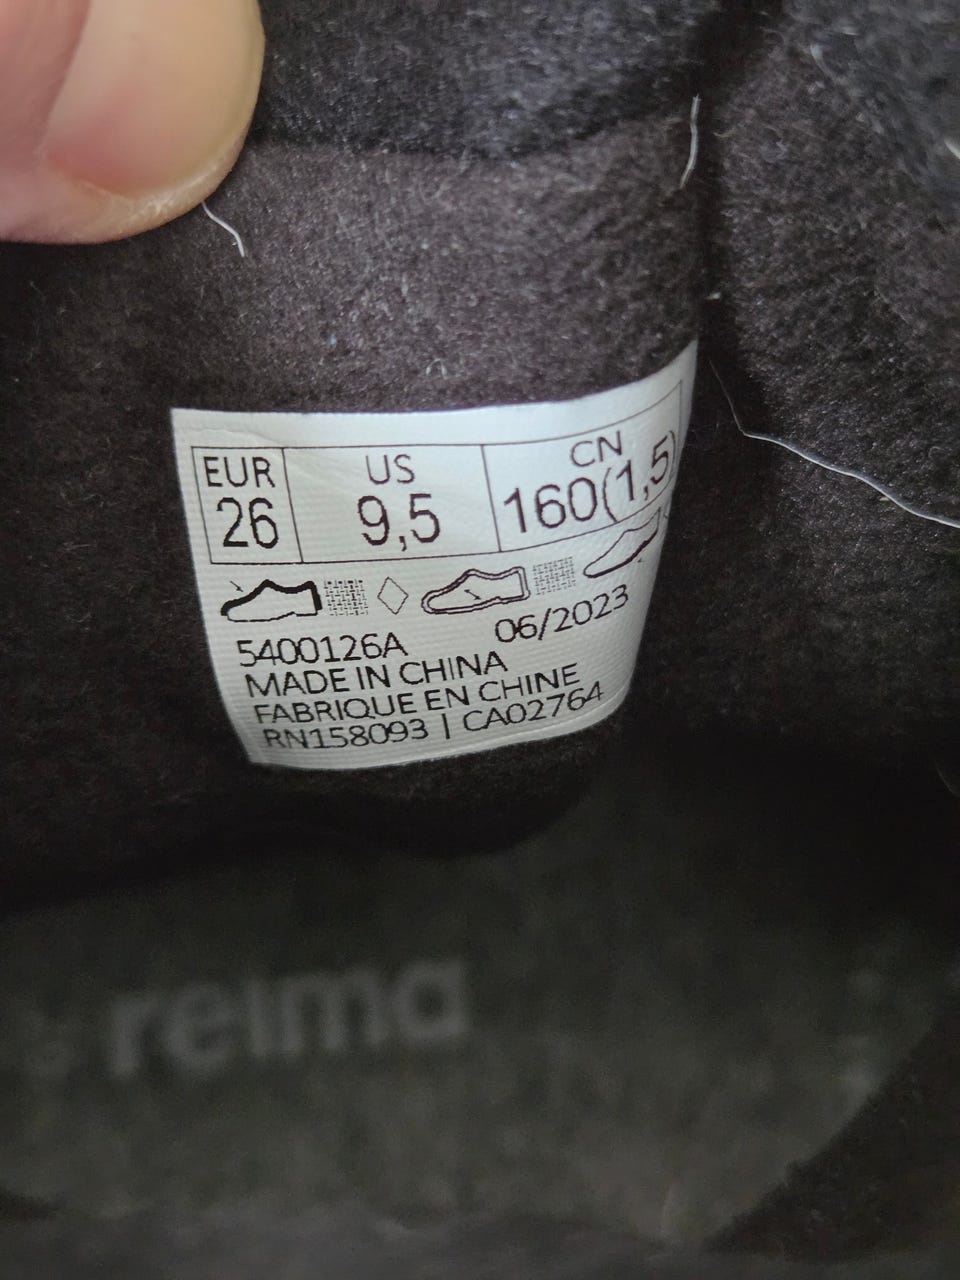 EUR US CN
26 9,5 160(1,5)
5400126A 06/2023
MADE IN CHINA
FABRIQUE EN CHINE
RN158093 | CA02764
reima